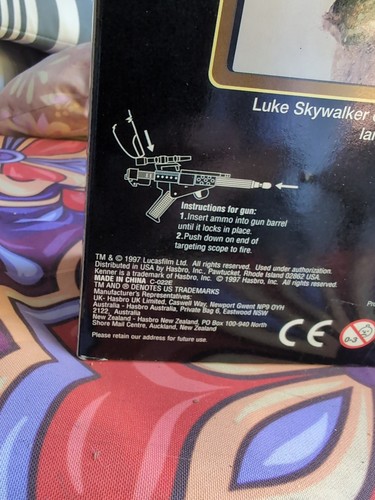 Luke Skywalker
Instructions for gun:
1.Insert ammo into gun barrel
until it locks in place.
2.Push down on end of
targeting scope to fire.
TM & © 1997 Lucasfilm Ltd. All rights reserved. Used under authorization.
Distributed in USA by Hasbro, Inc., Pawtucket, Rhode Island 02862 USA.
Kenner is a trademark of Hasbro, Inc. © 1997 Hasbro, Inc. All rights reserved.
MADE IN CHINA C-022E
TM AND ® DENOTES US TRADEMARKS
Manufacturer's Representatives:
UK- Hasbro UK Limited, Caswell Way, Newport Gwent NP9 OYH
Australia - Hasbro Australia, Private Bag 6, Eastwood NSW
2122, Australia
New Zealand - Hasbro New Zealand, PO Box 100-940 North
Shore Mail Centre, Auckland, New Zealand
Please retain our address for future use.
CE
0-3